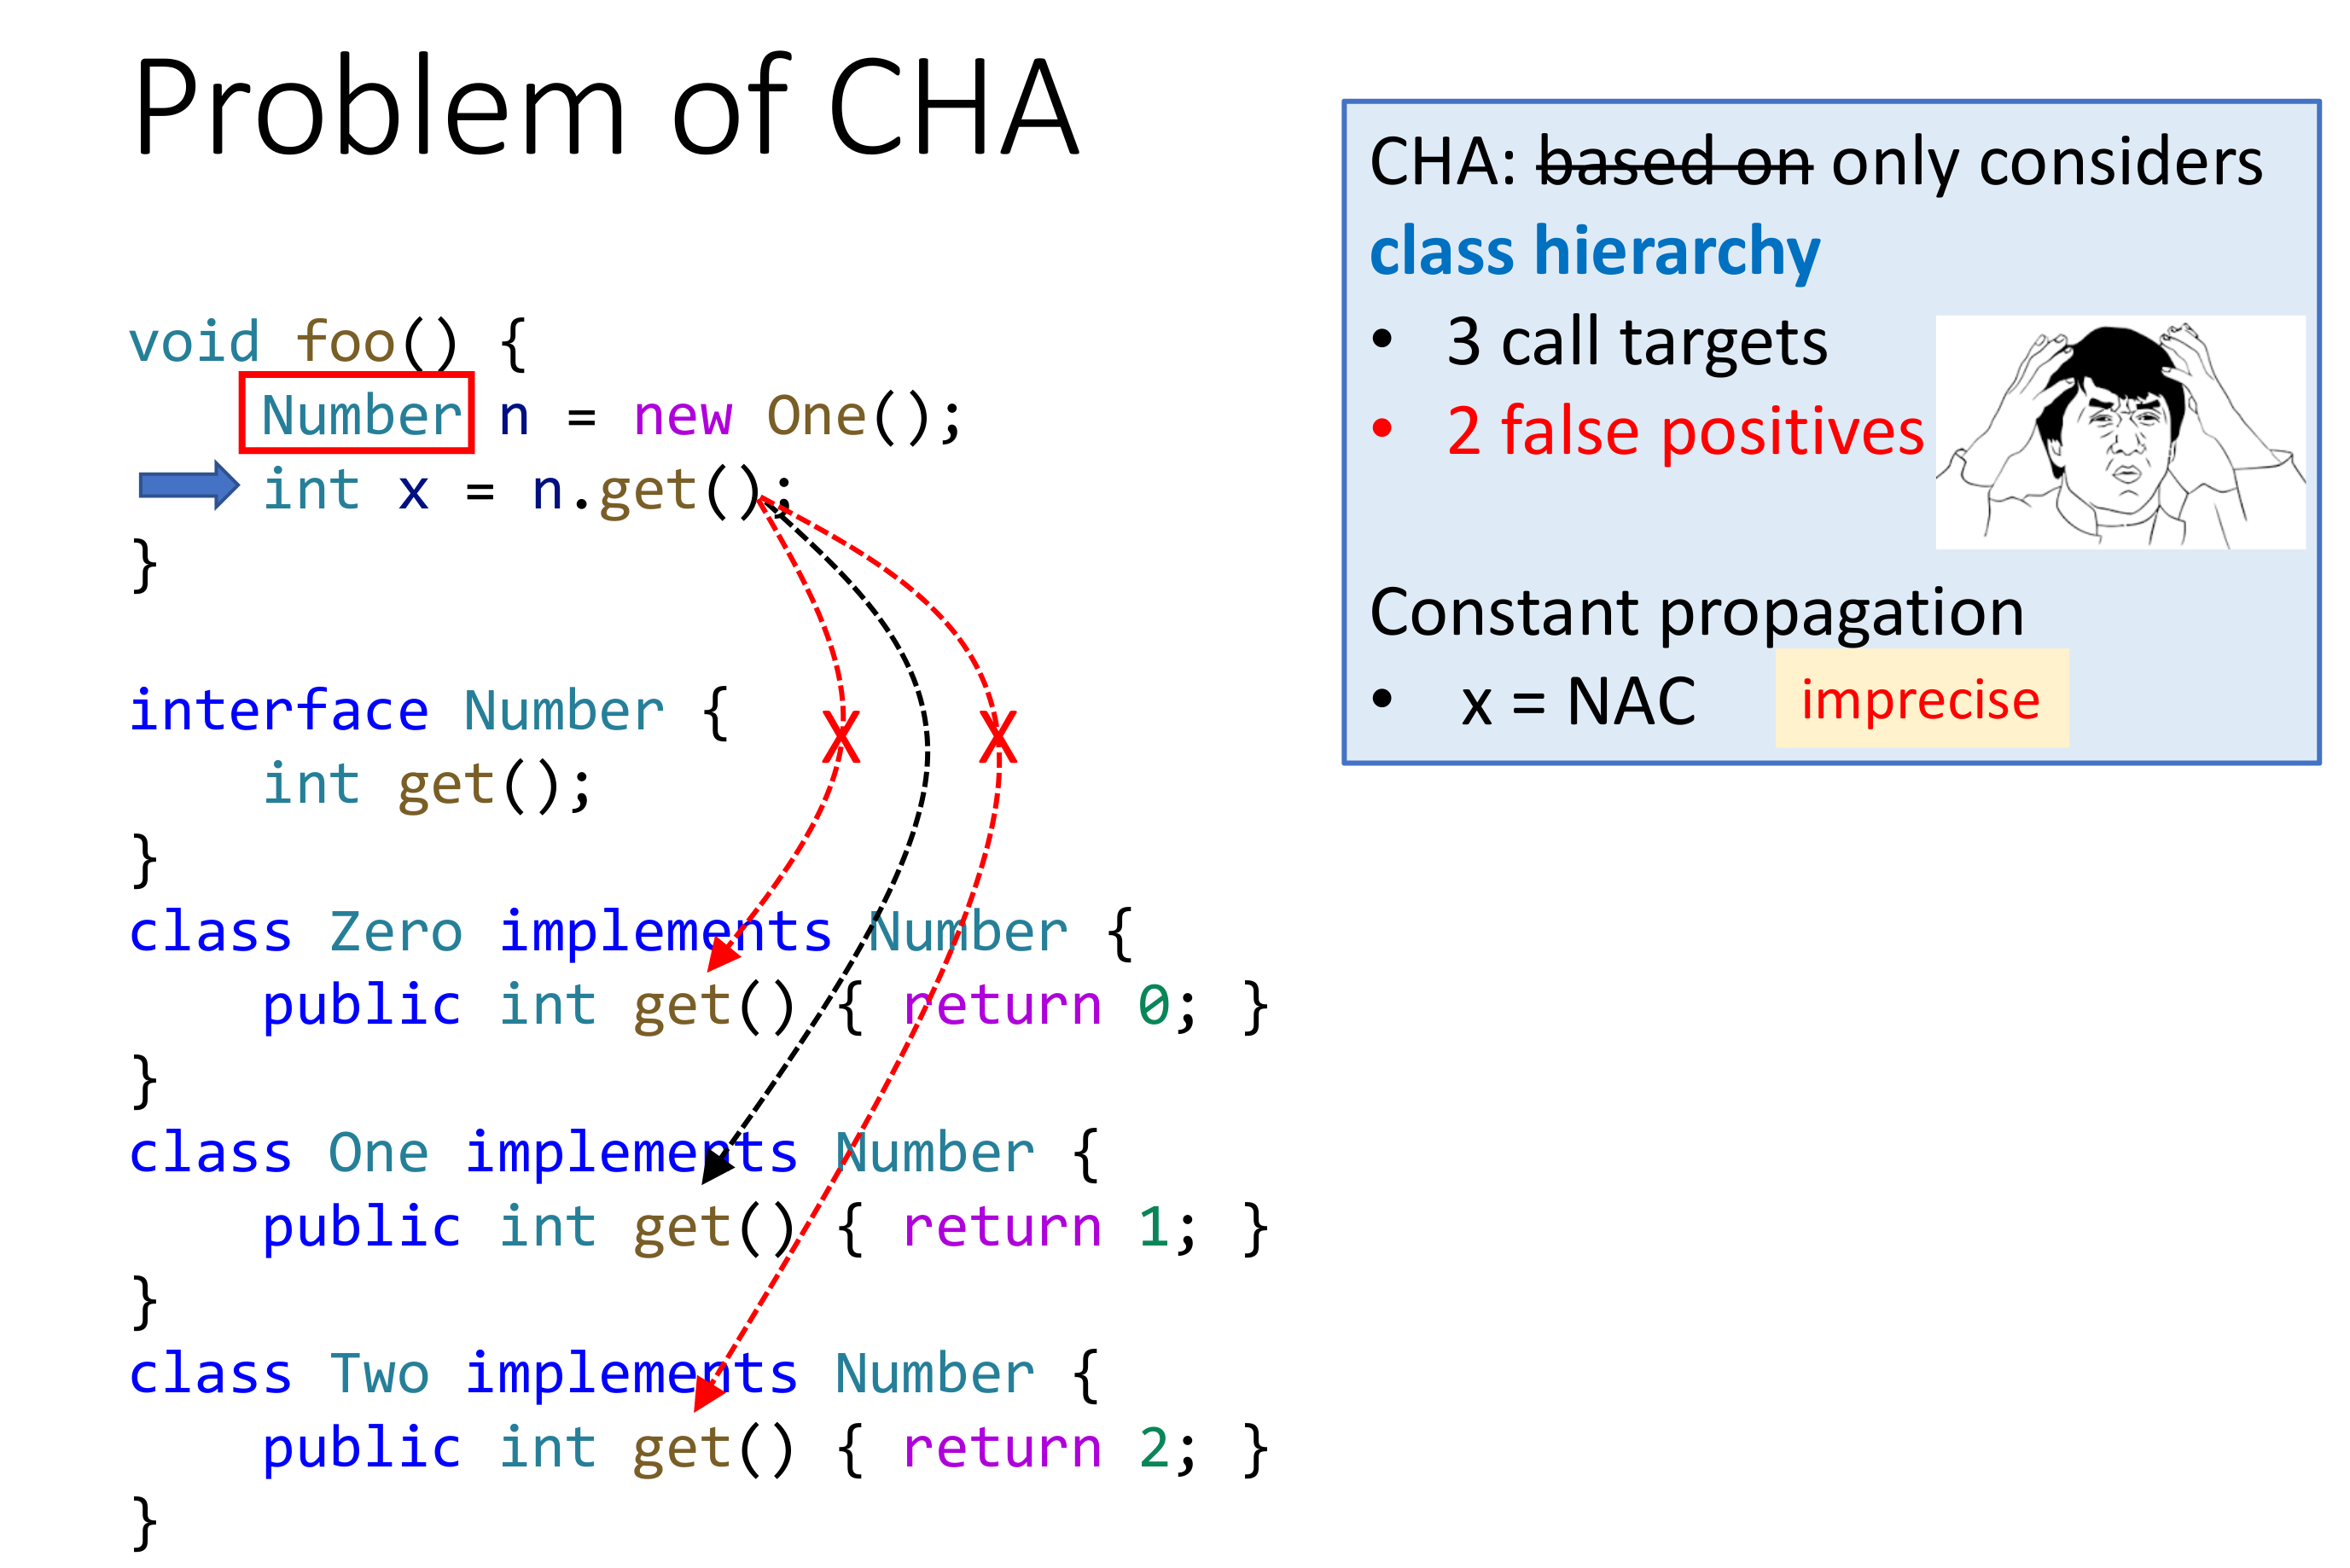 Problem of CHA
void foo() {
    Number n = new One();
    int x = n.get();
}
interface Number {
    int get();
}
class Zero implements Number {
    public int get() { return 0; }
}
class One implements Number {
    public int get() { return 1; }
}
class Two implements Number {
    public int get() { return 2; }
}
CHA: based on only considers
class hierarchy
• 3 call targets
• 2 false positives
Constant propagation
• x = NAC imprecise
X X